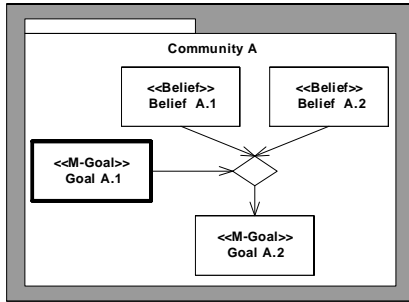 Community A
<<Belief>>
Belief A.1
<<Belief>>
Belief A.2
<<M-Goal>>
Goal A.1
<<M-Goal>>
Goal A.2